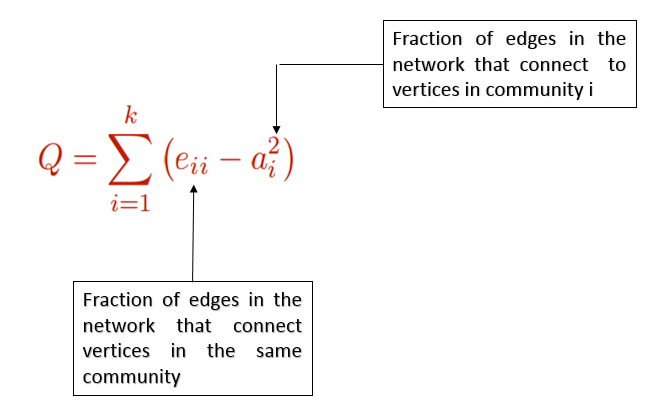 Fraction of edges in the
network that connect to
vertices in community i
k
Q = ∑ (e_{ii} − a_i^2)
i=1
Fraction of edges in the
network that connect
vertices in the same
community